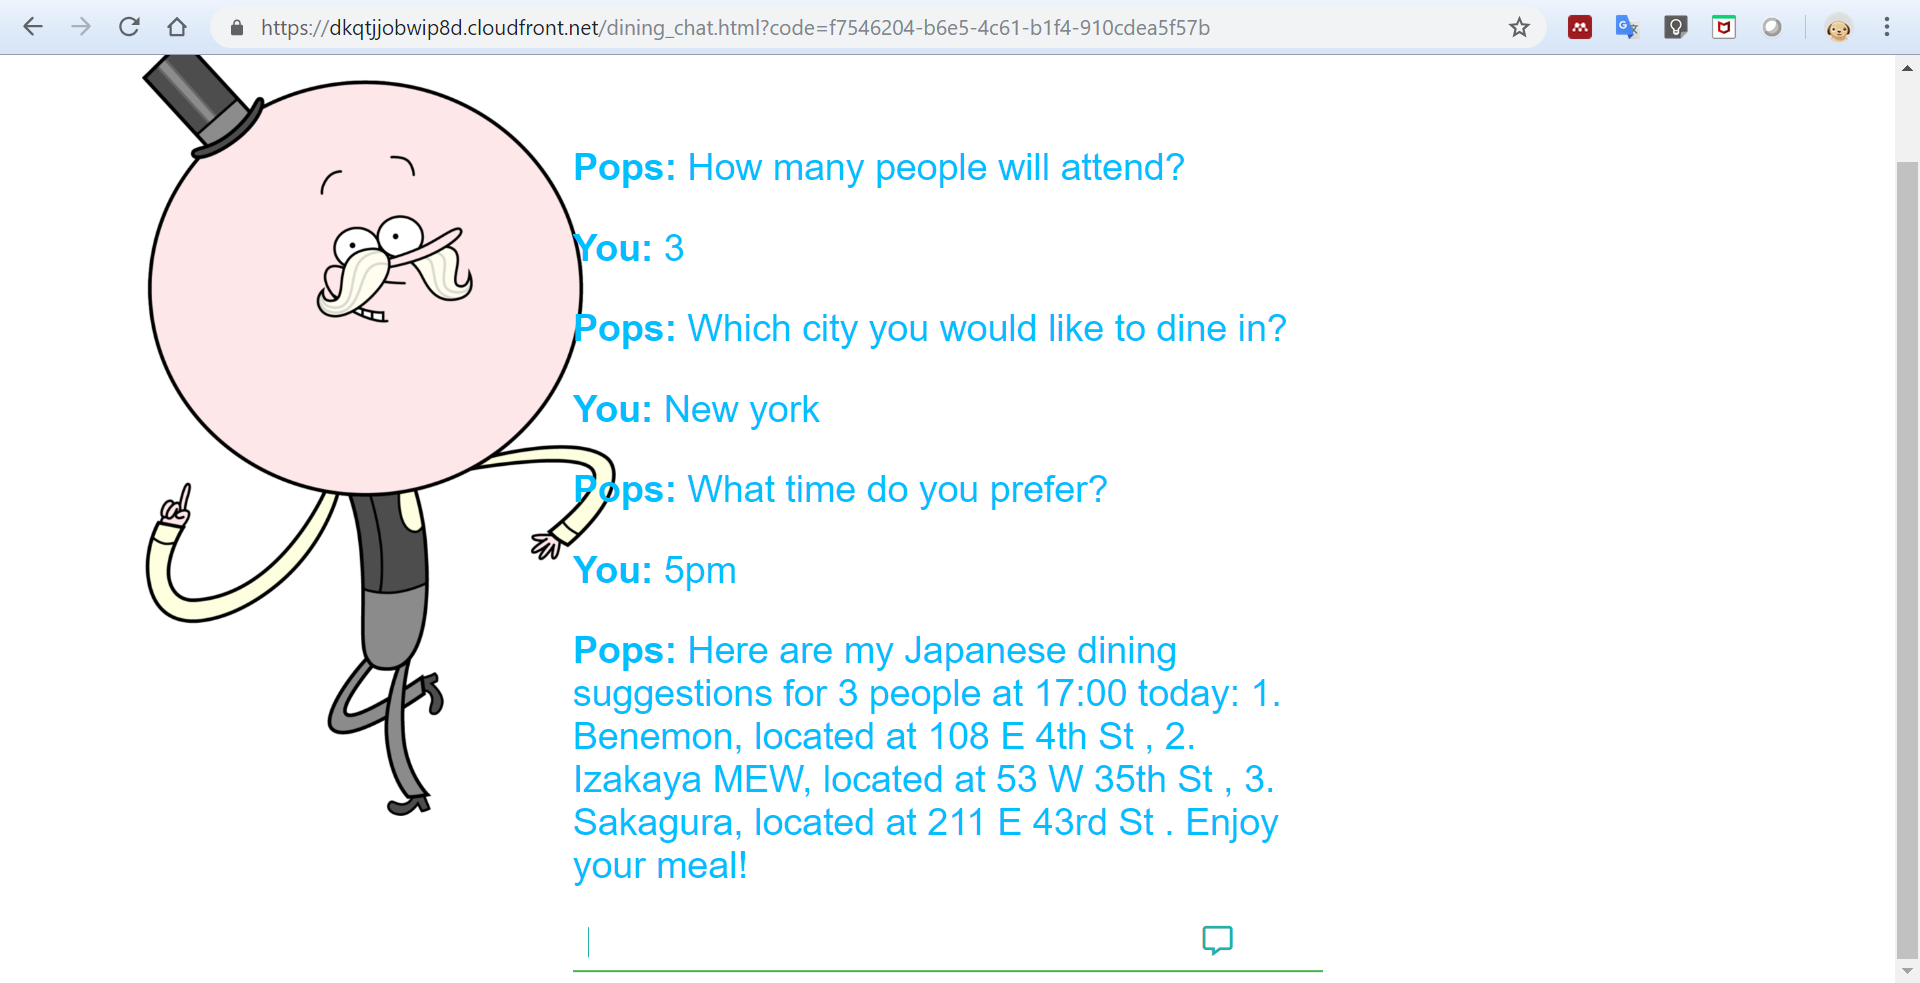 https://dkqtjjobwip8d.cloudfront.net/dining_chat.html?code=f7546204-b6e5-4c61-b1f4-910cdea5f57b
Pops: How many people will attend?
You: 3
Pops: Which city you would like to dine in?
You: New york
Pops: What time do you prefer?
You: 5pm
Pops: Here are my Japanese dining
suggestions for 3 people at 17:00 today: 1.
Benemon, located at 108 E 4th St , 2.
Izakaya MEW, located at 53 W 35th St , 3.
Sakagura, located at 211 E 43rd St . Enjoy
your meal!